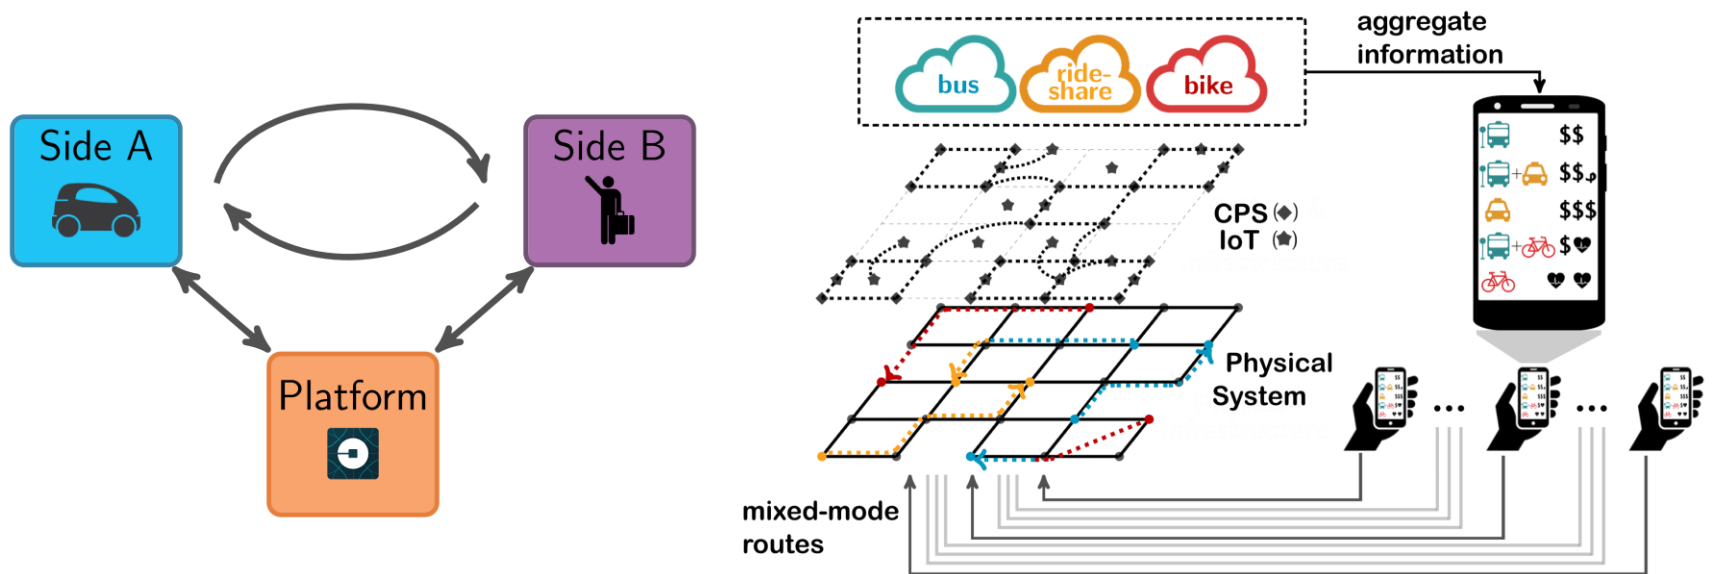 Side A
Side B
Platform
bus
ride-
share
bike
aggregate
information
$$
+ $$
$$$
+ $
CPS (◆)
IoT (★)
Physical
System
mixed-mode
routes
...
...